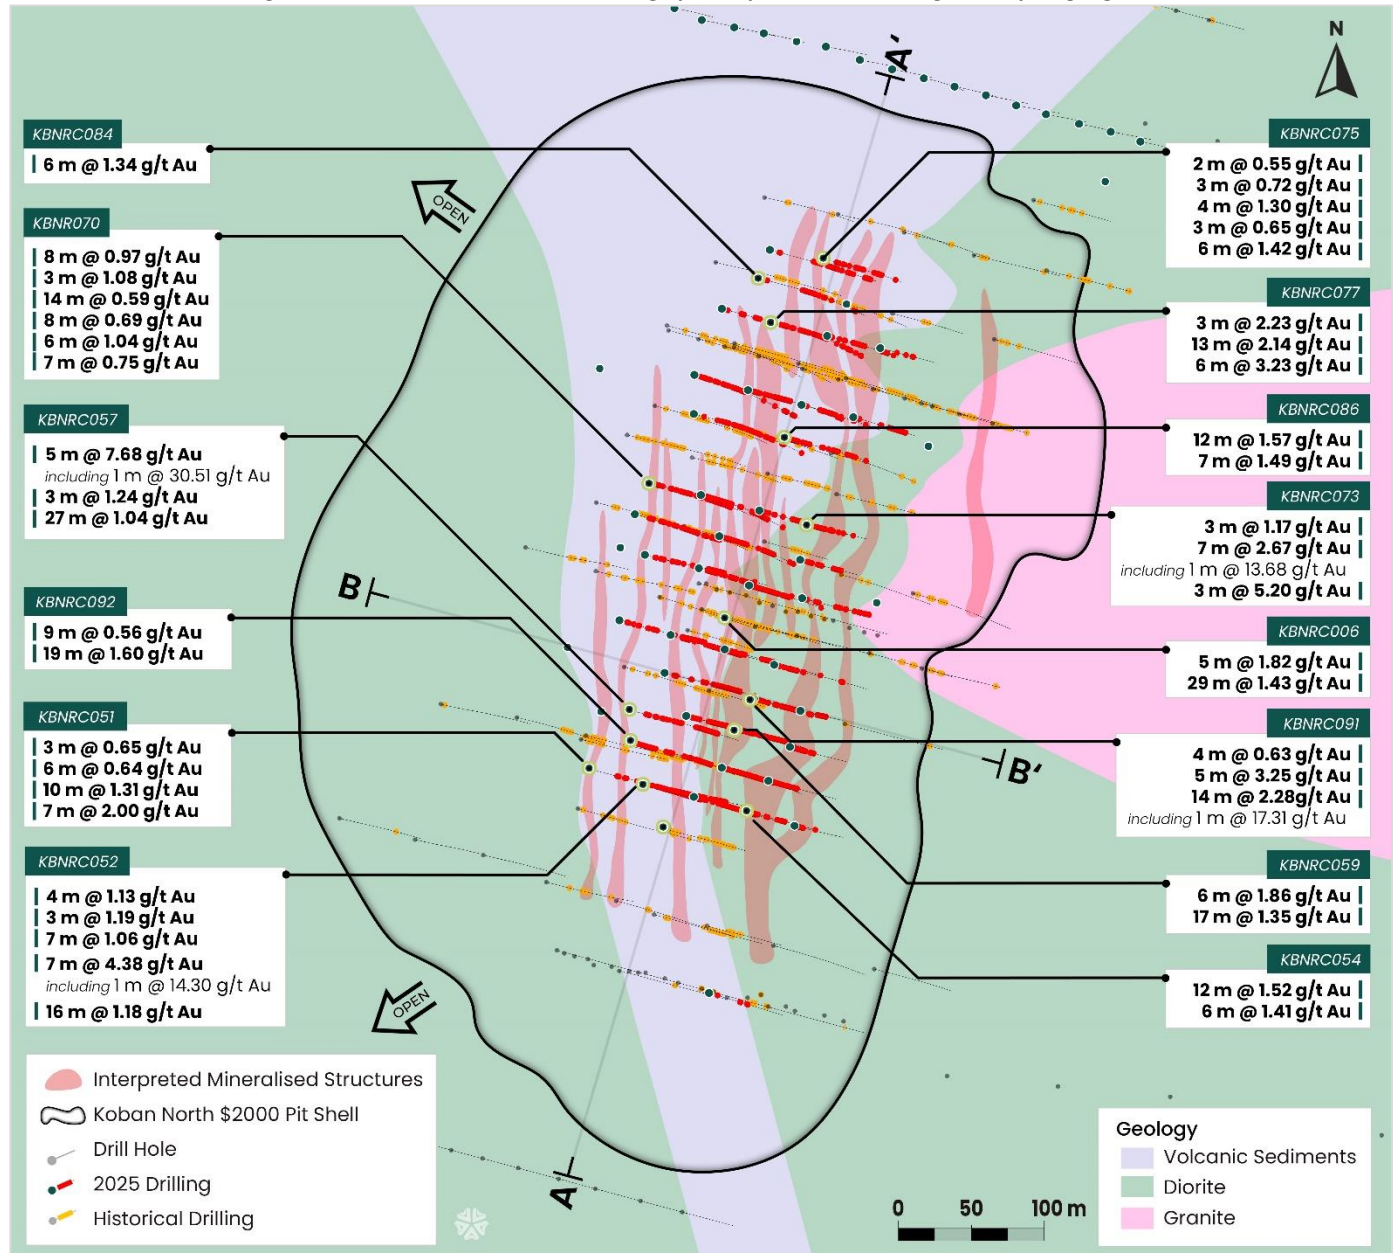 A'
N
KBNRC084
6 m @ 1.34 g/t Au
OPEN
KBNR070
8 m @ 0.97 g/t Au
3 m @ 1.08 g/t Au
14 m @ 0.59 g/t Au
8 m @ 0.69 g/t Au
6 m @ 1.04 g/t Au
7 m @ 0.75 g/t Au
KBNRC057
5 m @ 7.68 g/t Au
including 1 m @ 30.51 g/t Au
3 m @ 1.24 g/t Au
27 m @ 1.04 g/t Au
B
KBNRC092
9 m @ 0.56 g/t Au
19 m @ 1.60 g/t Au
KBNRC051
3 m @ 0.65 g/t Au
6 m @ 0.64 g/t Au
10 m @ 1.31 g/t Au
7 m @ 2.00 g/t Au
KBNRC052
4 m @ 1.13 g/t Au
3 m @ 1.19 g/t Au
7 m @ 1.06 g/t Au
7 m @ 4.38 g/t Au
including 1 m @ 14.30 g/t Au
16 m @ 1.18 g/t Au
OPEN
KBNRC075
2 m @ 0.55 g/t Au
3 m @ 0.72 g/t Au
4 m @ 1.30 g/t Au
3 m @ 0.65 g/t Au
6 m @ 1.42 g/t Au
KBNRC077
3 m @ 2.23 g/t Au
13 m @ 2.14 g/t Au
6 m @ 3.23 g/t Au
KBNRC086
12 m @ 1.57 g/t Au
7 m @ 1.49 g/t Au
KBNRC073
3 m @ 1.17 g/t Au
7 m @ 2.67 g/t Au
including 1 m @ 13.68 g/t Au
3 m @ 5.20 g/t Au
KBNRC006
5 m @ 1.82 g/t Au
29 m @ 1.43 g/t Au
KBNRC091
4 m @ 0.63 g/t Au
5 m @ 3.25 g/t Au
14 m @ 2.28g/t Au
including 1 m @ 17.31 g/t Au
B'
KBNRC059
6 m @ 1.86 g/t Au
17 m @ 1.35 g/t Au
KBNRC054
12 m @ 1.52 g/t Au
6 m @ 1.41 g/t Au
Interpreted Mineralised Structures
Koban North $2000 Pit Shell
Drill Hole
2025 Drilling
Historical Drilling
A
0 50 100 m
Geology
Volcanic Sediments
Diorite
Granite